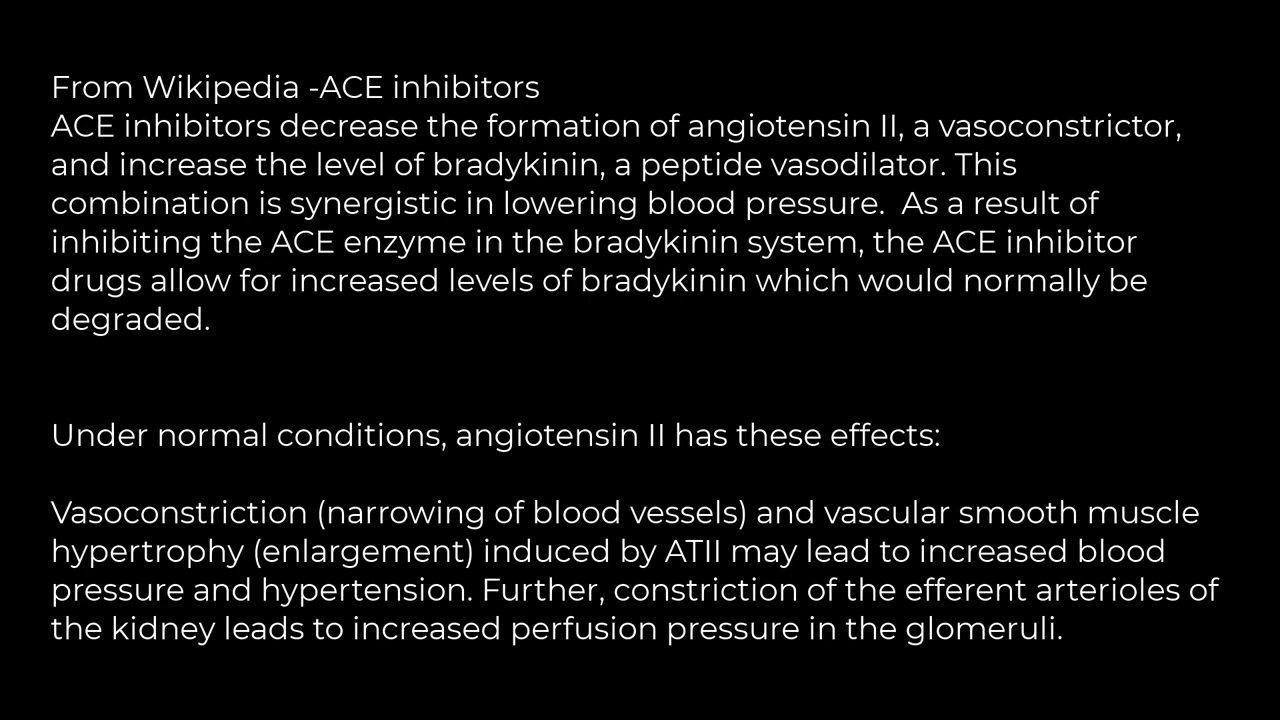 From Wikipedia -ACE inhibitors
ACE inhibitors decrease the formation of angiotensin II, a vasoconstrictor,
and increase the level of bradykinin, a peptide vasodilator. This
combination is synergistic in lowering blood pressure.  As a result of
inhibiting the ACE enzyme in the bradykinin system, the ACE inhibitor
drugs allow for increased levels of bradykinin which would normally be
degraded.
Under normal conditions, angiotensin II has these effects:
Vasoconstriction (narrowing of blood vessels) and vascular smooth muscle
hypertrophy (enlargement) induced by ATII may lead to increased blood
pressure and hypertension. Further, constriction of the efferent arterioles of
the kidney leads to increased perfusion pressure in the glomeruli.